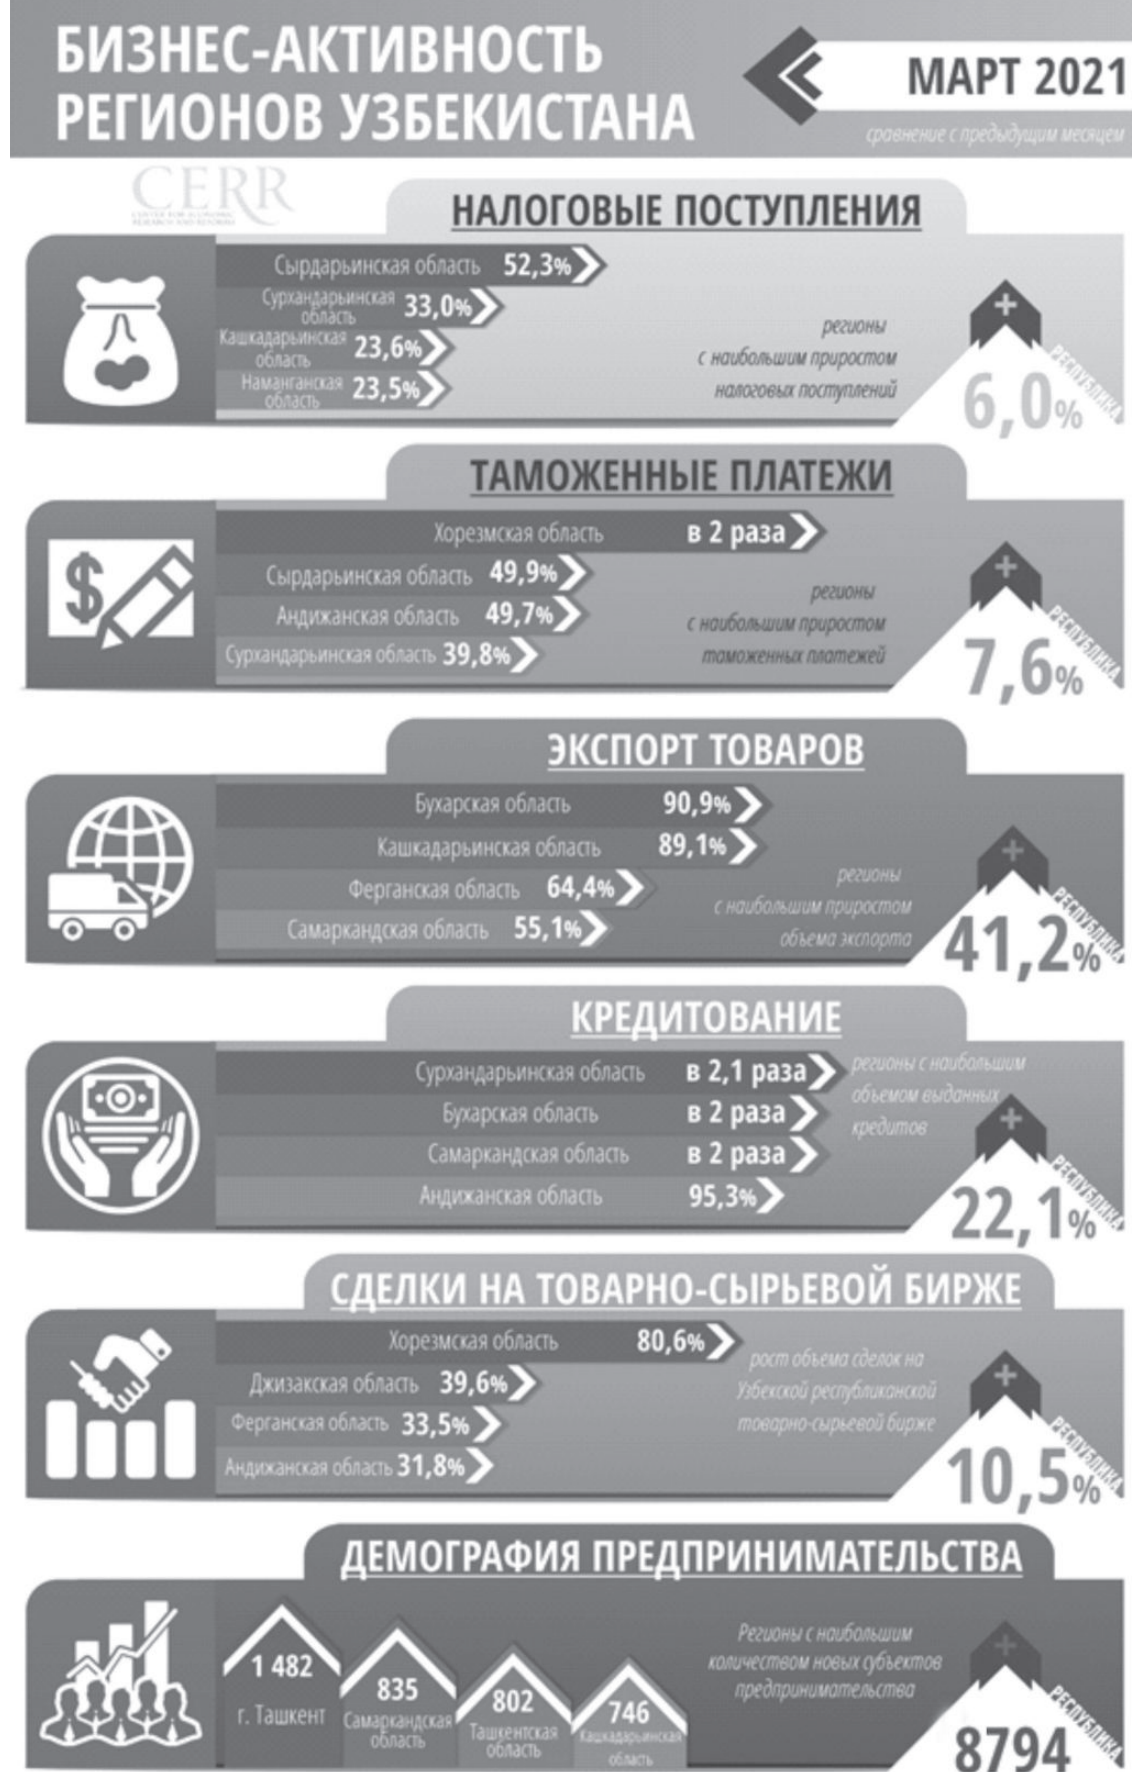 БИЗНЕС-АКТИВНОСТЬ
РЕГИОНОВ УЗБЕКИСТАНА
МАРТ 2021
сравнение с предыдущим месяцем
CERR
CENTER FOR ECONOMIC
RESEARCH AND REFORMS
НАЛОГОВЫЕ ПОСТУПЛЕНИЯ
Сырдарьинская область 52,3%
Сурхандарьинская
область 33,0%
Кашкадарьинская
область 23,6%
Наманганская
область 23,5%
регионы
с наибольшим приростом
налоговых поступлений
РЕСПУБЛИКА
+
6,0%
ТАМОЖЕННЫЕ ПЛАТЕЖИ
Хорезмская область в 2 раза
Сырдарьинская область 49,9%
Андижанская область 49,7%
Сурхандарьинская область 39,8%
регионы
с наибольшим приростом
таможенных платежей
РЕСПУБЛИКА
+
7,6%
$
ЭКСПОРТ ТОВАРОВ
Бухарская область 90,9%
Кашкадарьинская область 89,1%
Ферганская область 64,4%
Самаркандская область 55,1%
регионы
с наибольшим приростом
объема экспорта
РЕСПУБЛИКА
+
41,2%
КРЕДИТОВАНИЕ
Сурхандарьинская область в 2,1 раза
Бухарская область в 2 раза
Самаркандская область в 2 раза
Андижанская область 95,3%
регионы с наибольшим
объемом выданных
кредитов
РЕСПУБЛИКА
+
22,1%
СДЕЛКИ НА ТОВАРНО-СЫРЬЕВОЙ БИРЖЕ
Хорезмская область 80,6%
Джизакская область 39,6%
Ферганская область 33,5%
Андижанская область 31,8%
рост объема сделок на
Узбекской республиканской
товарно-сырьевой бирже
РЕСПУБЛИКА
+
10,5%
ДЕМОГРАФИЯ ПРЕДПРИНИМАТЕЛЬСТВА
1 482
г. Ташкент
835
Самаркандская
область
802
Ташкентская
область
746
Кашкадарьинская
область
Регионы с наибольшим
количеством новых субъектов
предпринимательства
РЕСПУБЛИКА
+
8794